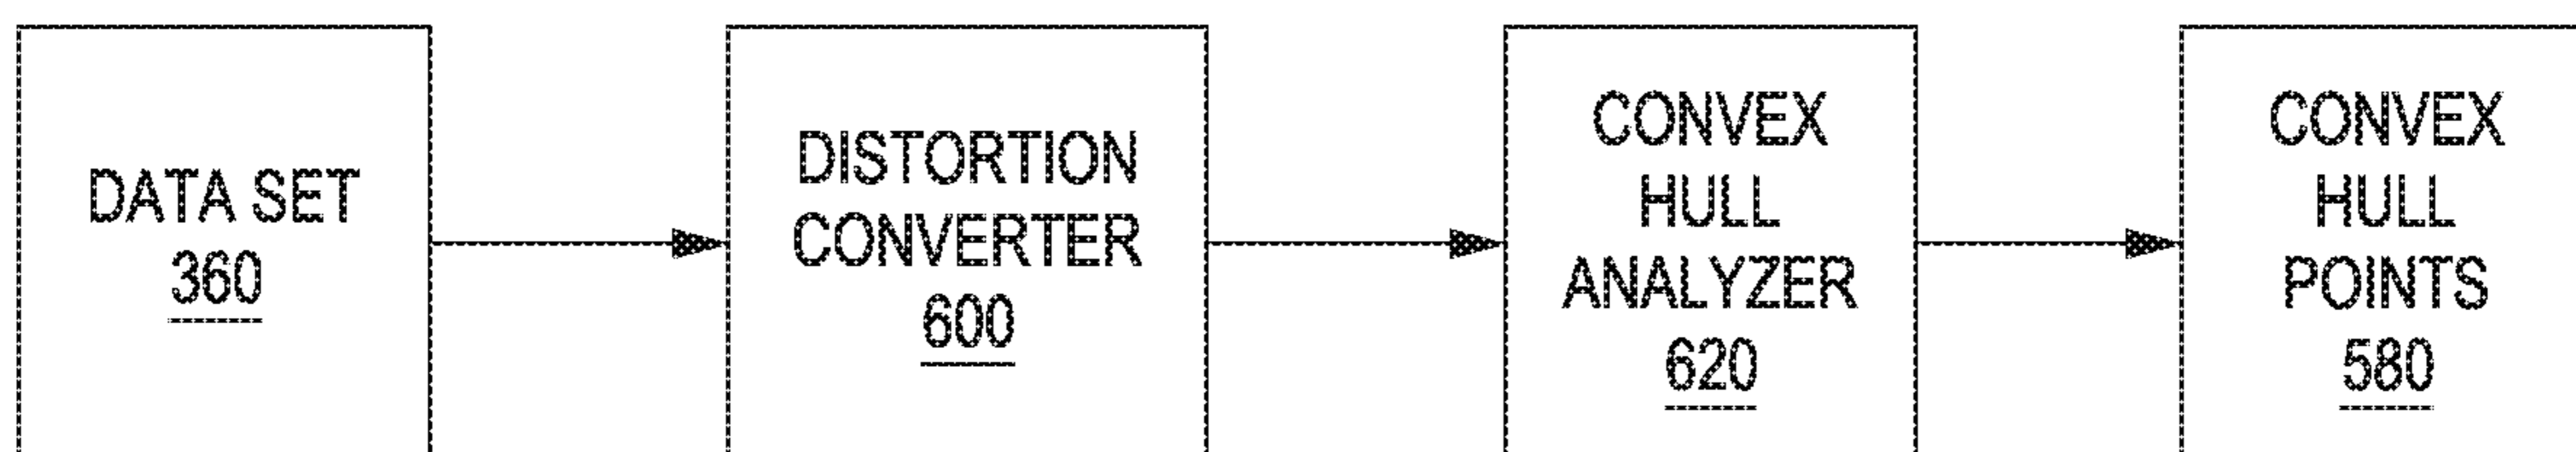 DATA SET
360
DISTORTION
CONVERTER
600
CONVEX
HULL
ANALYZER
620
CONVEX
HULL
POINTS
580